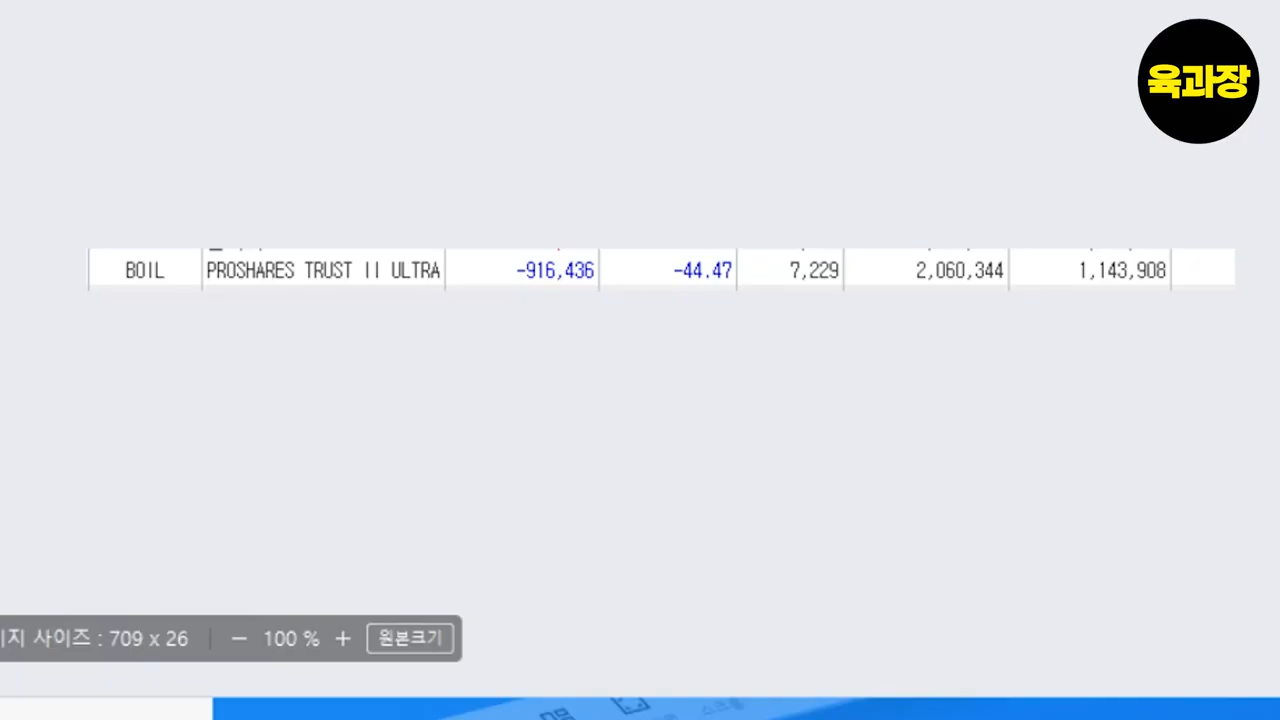 육과장
BOIL PROSHARES TRUST II ULTRA -916,436 -44.47 7,229 2,060,344 1,143,908
지 사이즈 : 709 x 26 − 100 % + 원본크기